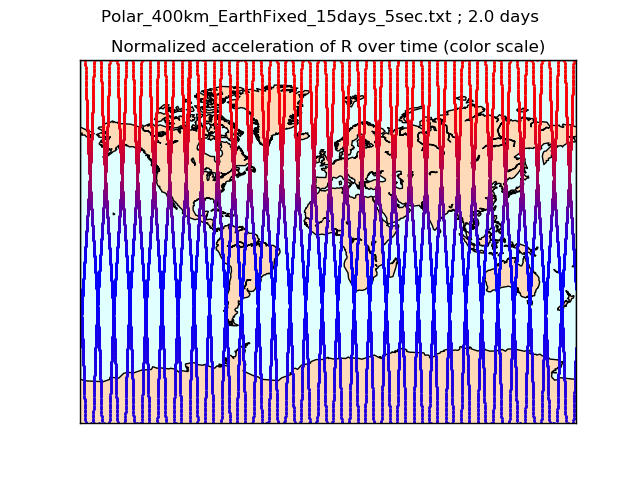 Polar_400km_EarthFixed_15days_5sec.txt ; 2.0 days
Normalized acceleration of R over time (color scale)